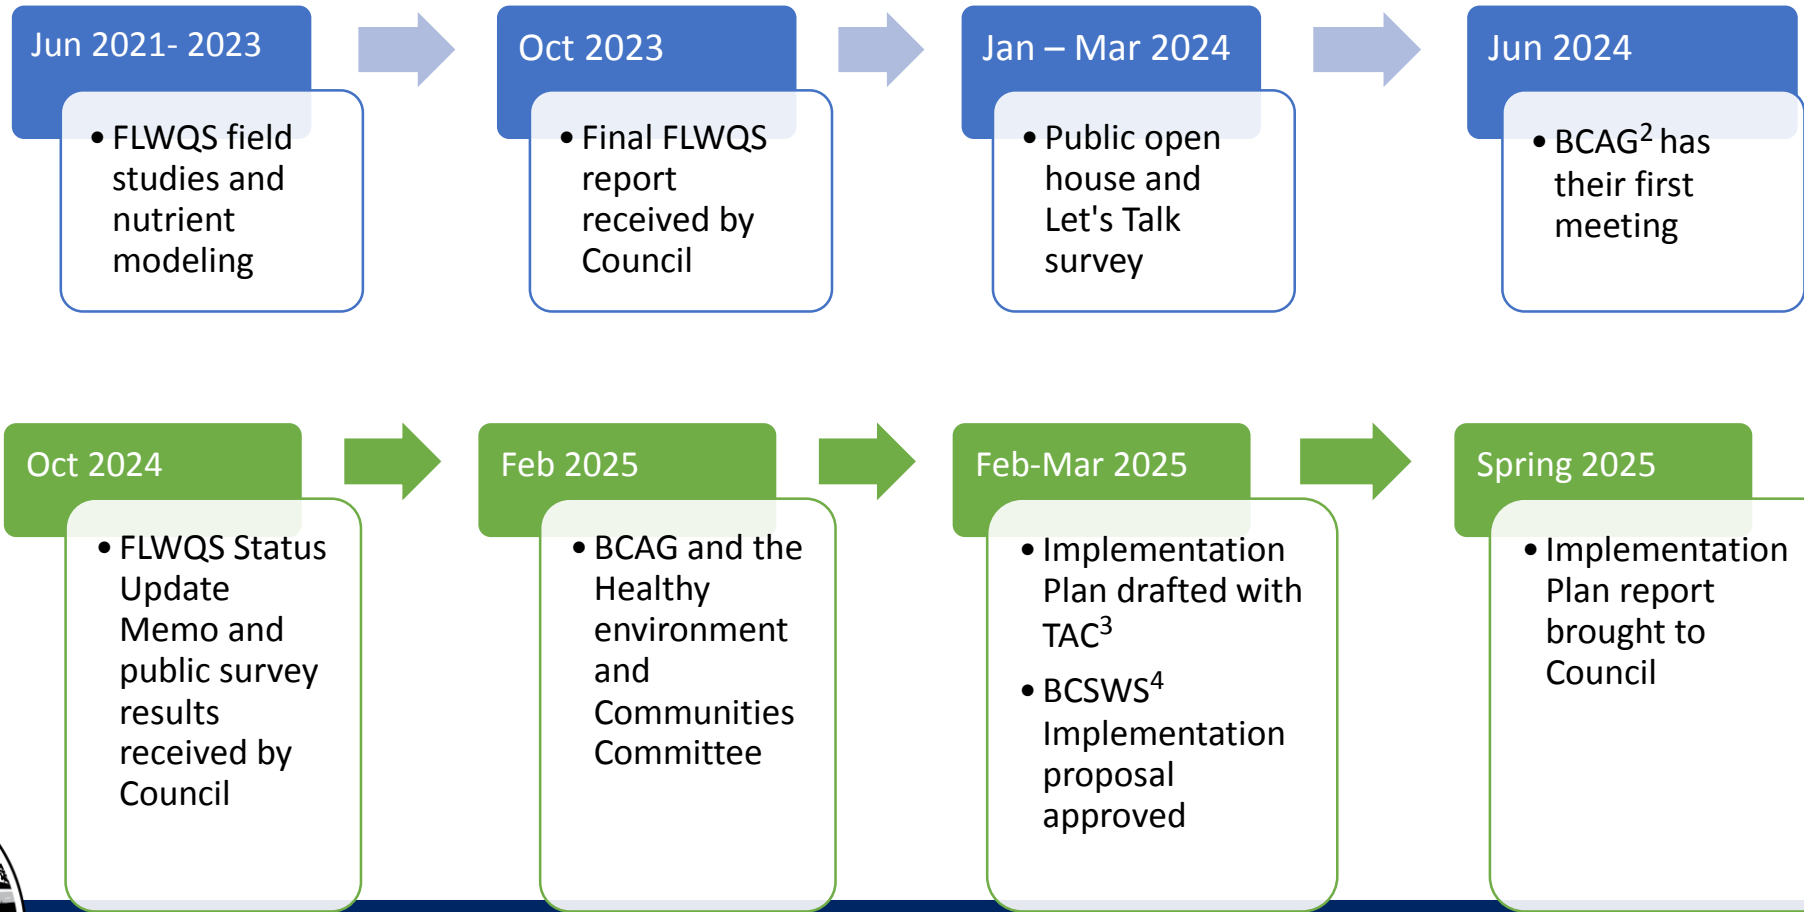 Jun 2021- 2023
• FLWQS field
studies and
nutrient
modeling
Oct 2023
• Final FLWQS
report
received by
Council
Jan – Mar 2024
• Public open
house and
Let's Talk
survey
Jun 2024
• BCAG² has
their first
meeting
Oct 2024
• FLWQS Status
Update
Memo and
public survey
results
received by
Council
Feb 2025
• BCAG and the
Healthy
environment
and
Communities
Committee
Feb-Mar 2025
• Implementation
Plan drafted with
TAC³
• BCSWS⁴
Implementation
proposal
approved
Spring 2025
• Implementation
Plan report
brought to
Council